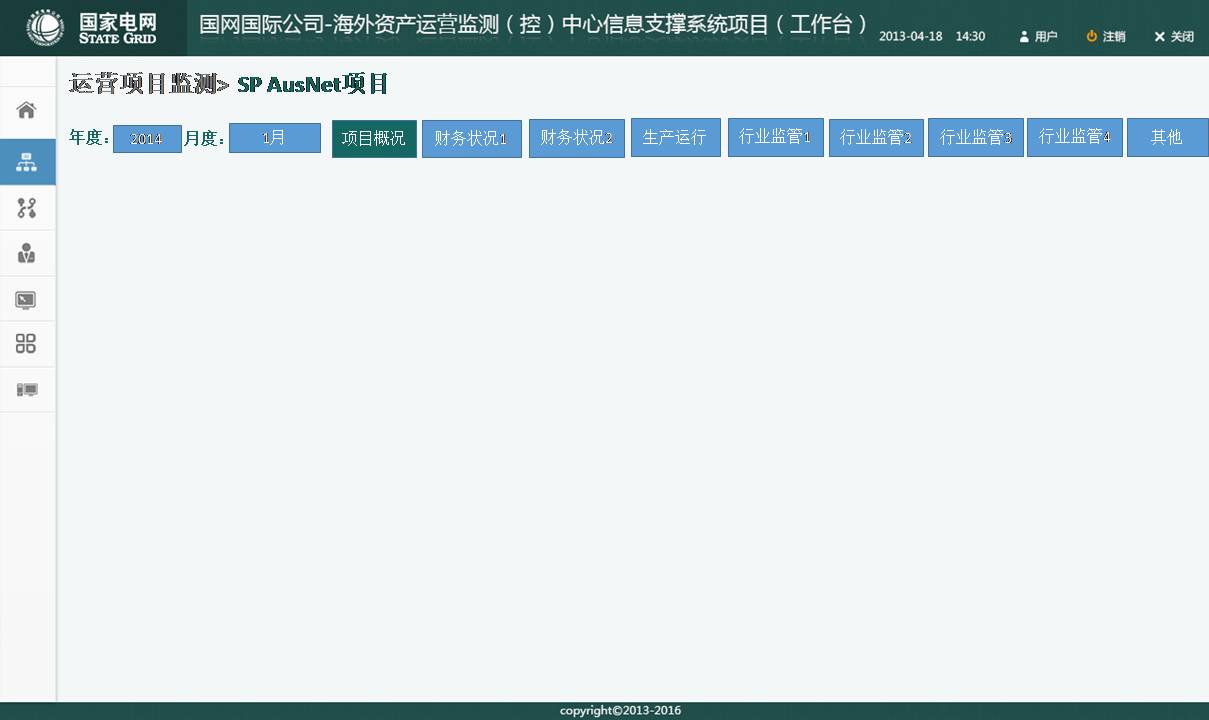 国家电网
STATE GRID
国网国际公司-海外资产运营监测（控）中心信息支撑系统项目（工作台）
2013-04-18 14:30 用户 注销 关闭
运营项目监测> SP AusNet项目
年度: 2014 月度: 1月 项目概况 财务状况1 财务状况2 生产运行 行业监管1 行业监管2 行业监管3 行业监管4 其他
copyright©2013-2016